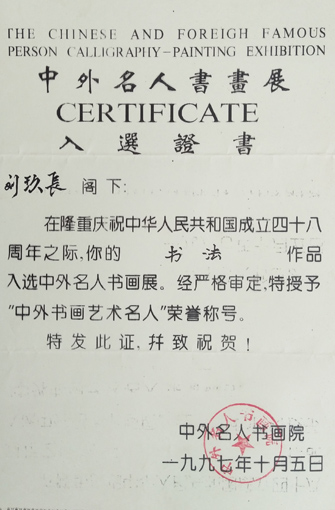 THE CHINESE AND FOREIGH FAMOUS
PERSON CALLIGRAPHY-PAINTING EXHIBITION
中外名人書畫展
CERTIFICATE
入選證書
刘玖長 阁下:
在隆重庆祝中华人民共和国成立四十八
周年之际,你的 书法 作品
入选中外名人书画展。经严格审定,特授予
"中外书画艺术名人"荣誉称号。
特发此证,幷致祝贺!
中外名人书画院
一九九七年十月五日